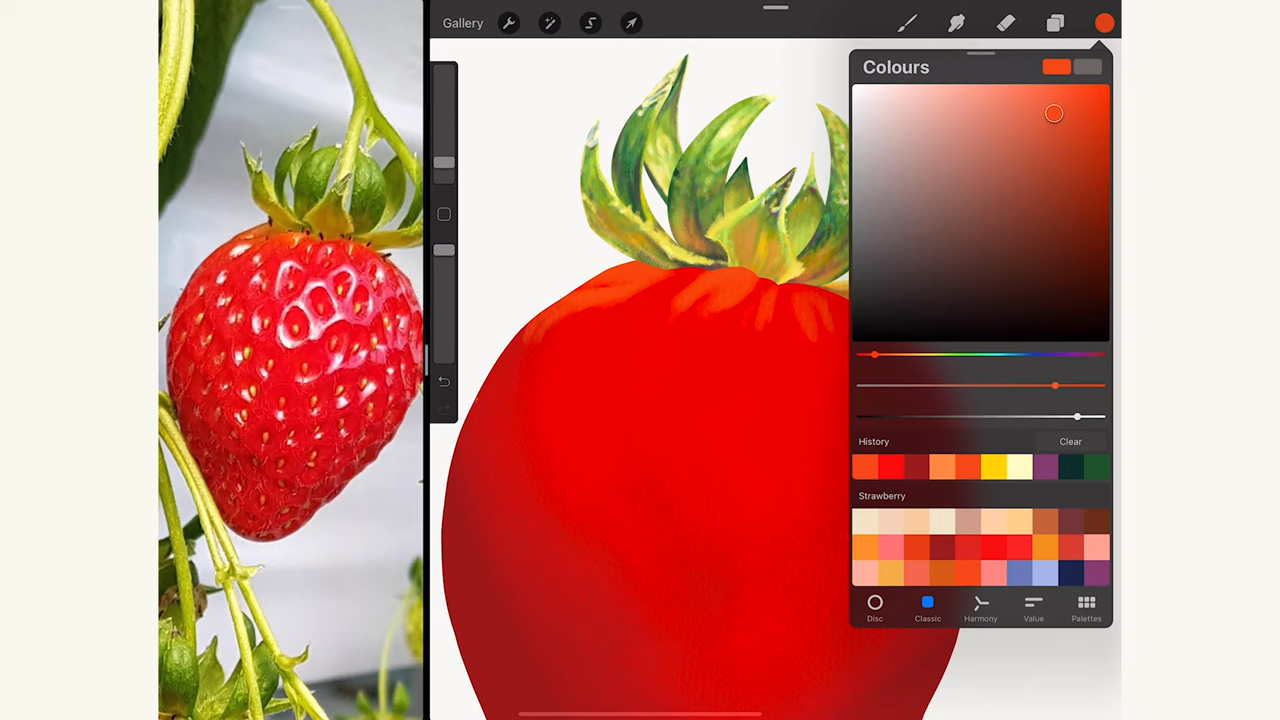 Gallery
Colours
History
Clear
Strawberry
Disc
Classic
Harmony
Value
Palettes